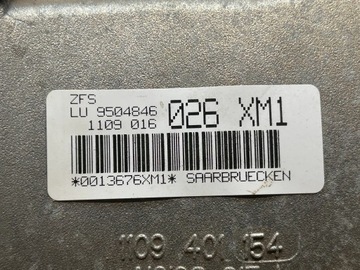 ZFS
LU 9504846
1109 016 026 XM1
*0013676XM1* SAARBRUECKEN
1109 401 154